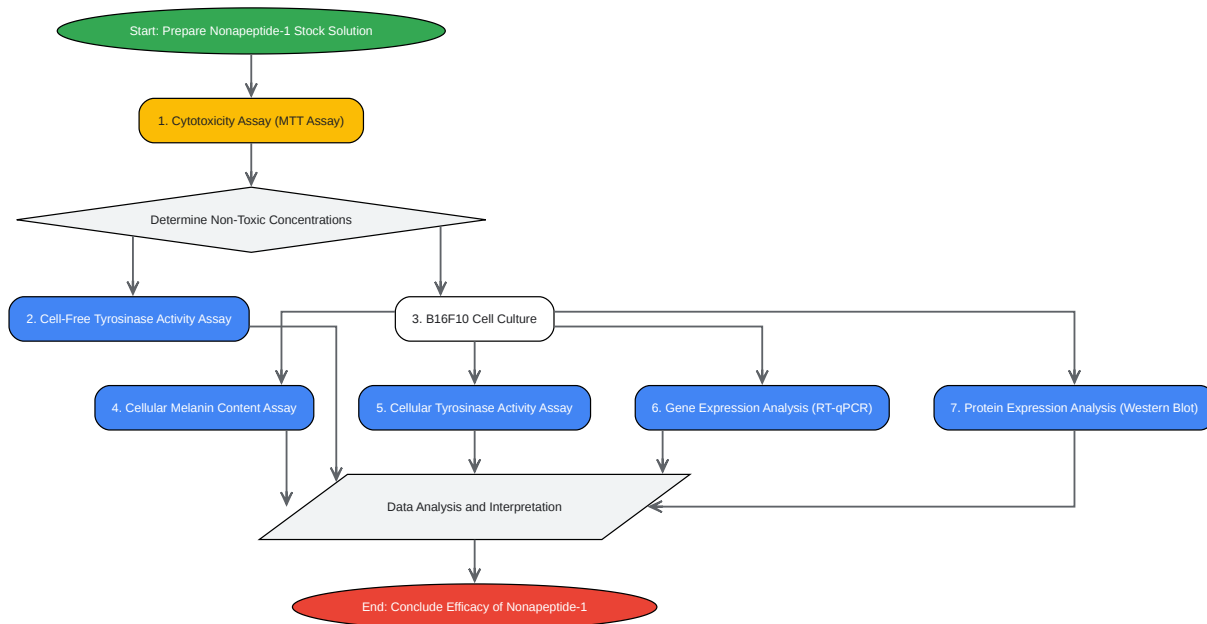 Start: Prepare Nonapeptide-1 Stock Solution
1. Cytotoxicity Assay (MTT Assay)
Determine Non-Toxic Concentrations
2. Cell-Free Tyrosinase Activity Assay
3. B16F10 Cell Culture
4. Cellular Melanin Content Assay
5. Cellular Tyrosinase Activity Assay
6. Gene Expression Analysis (RT-qPCR)
7. Protein Expression Analysis (Western Blot)
Data Analysis and Interpretation
End: Conclude Efficacy of Nonapeptide-1